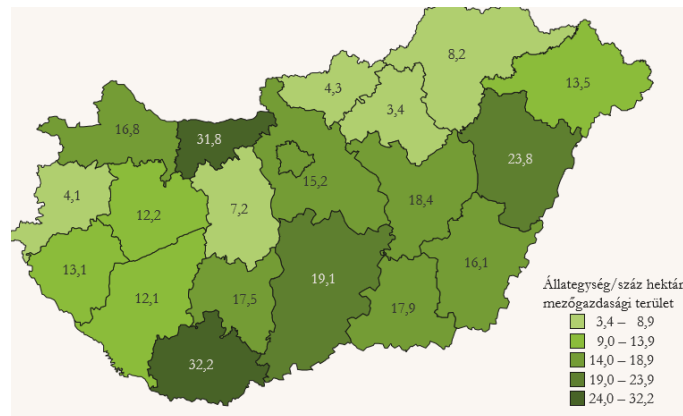 8,2
4,3
13,5
3,4
16,8
31,8
23,8
15,2
4,1
18,4
12,2
7,2
16,1
13,1
19,1
12,1
17,5
17,9
32,2
Állategység/száz hektár
mezőgazdasági terület
3,4 – 8,9
9,0 – 13,9
14,0 – 18,9
19,0 – 23,9
24,0 – 32,2